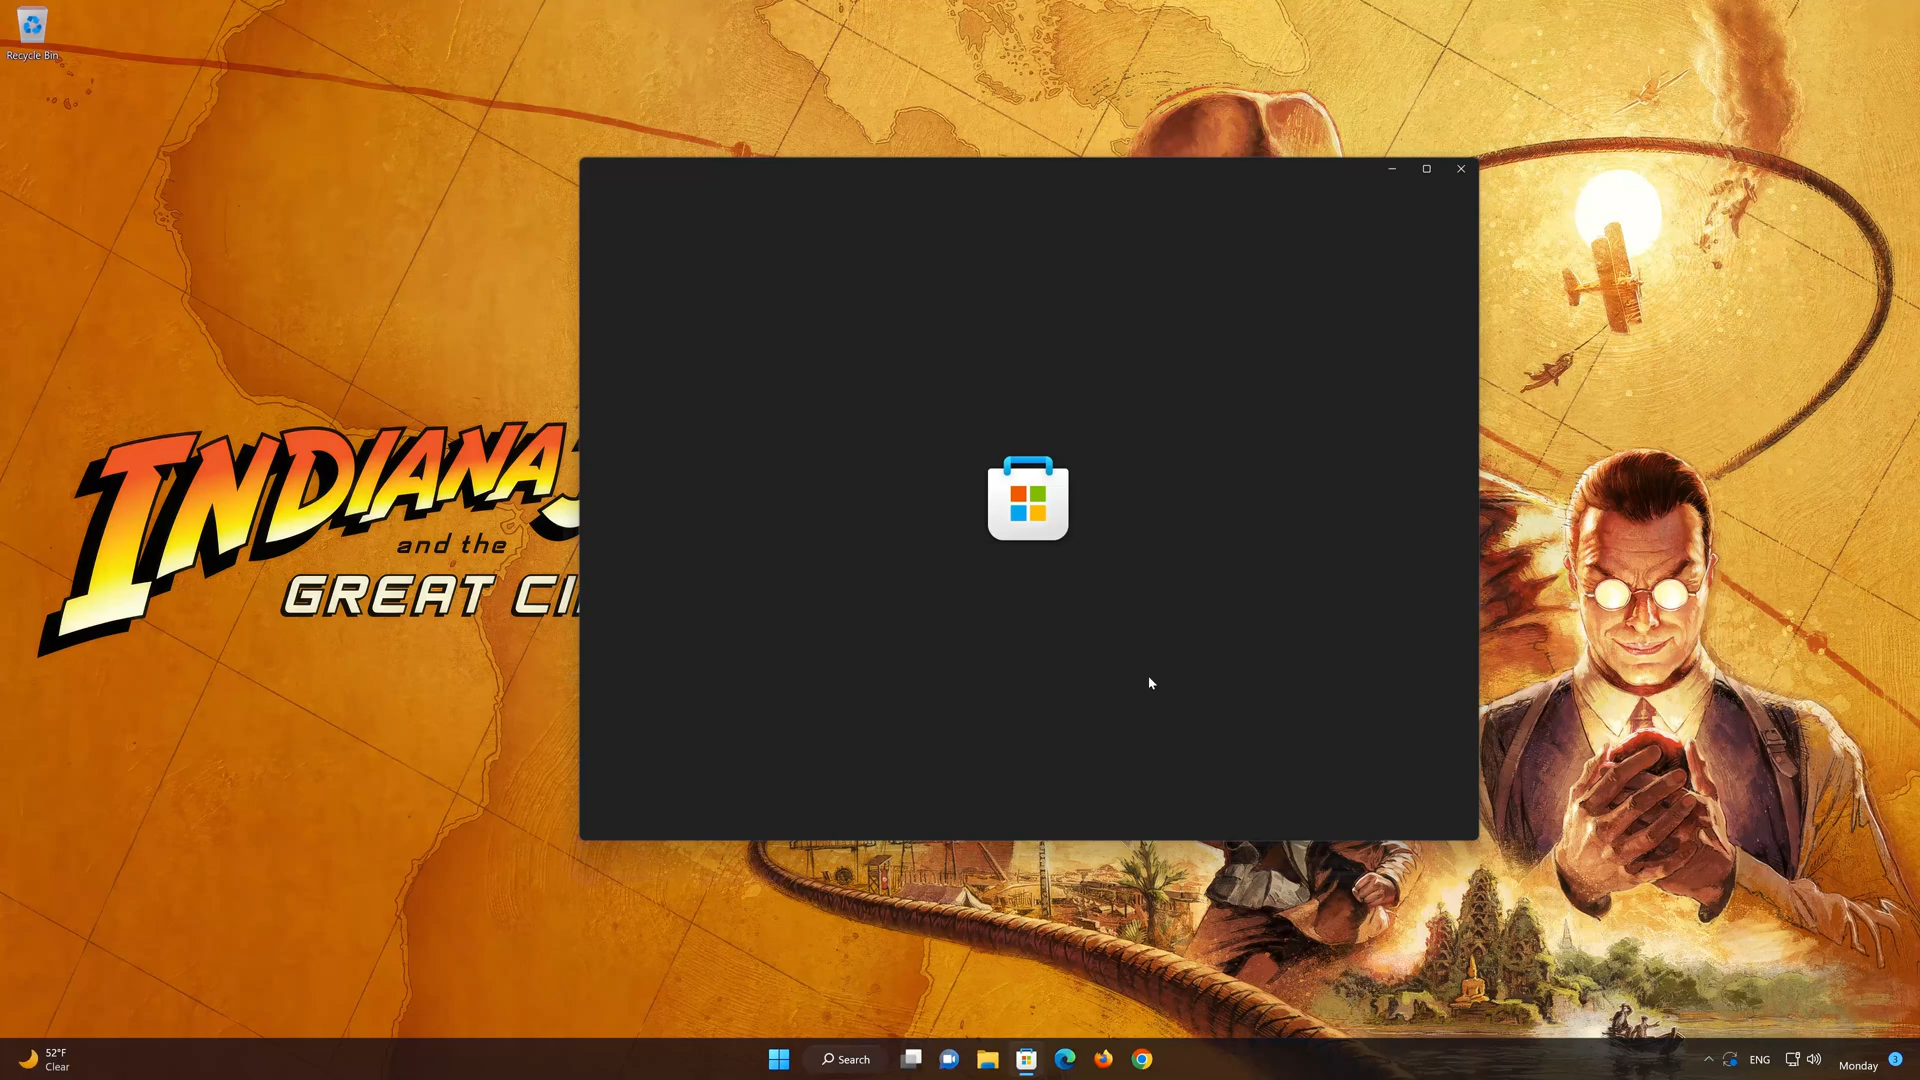 Recycle Bin
INDIANA
and the
GREAT CI
52°F
Clear
Search
ENG
Monday
3